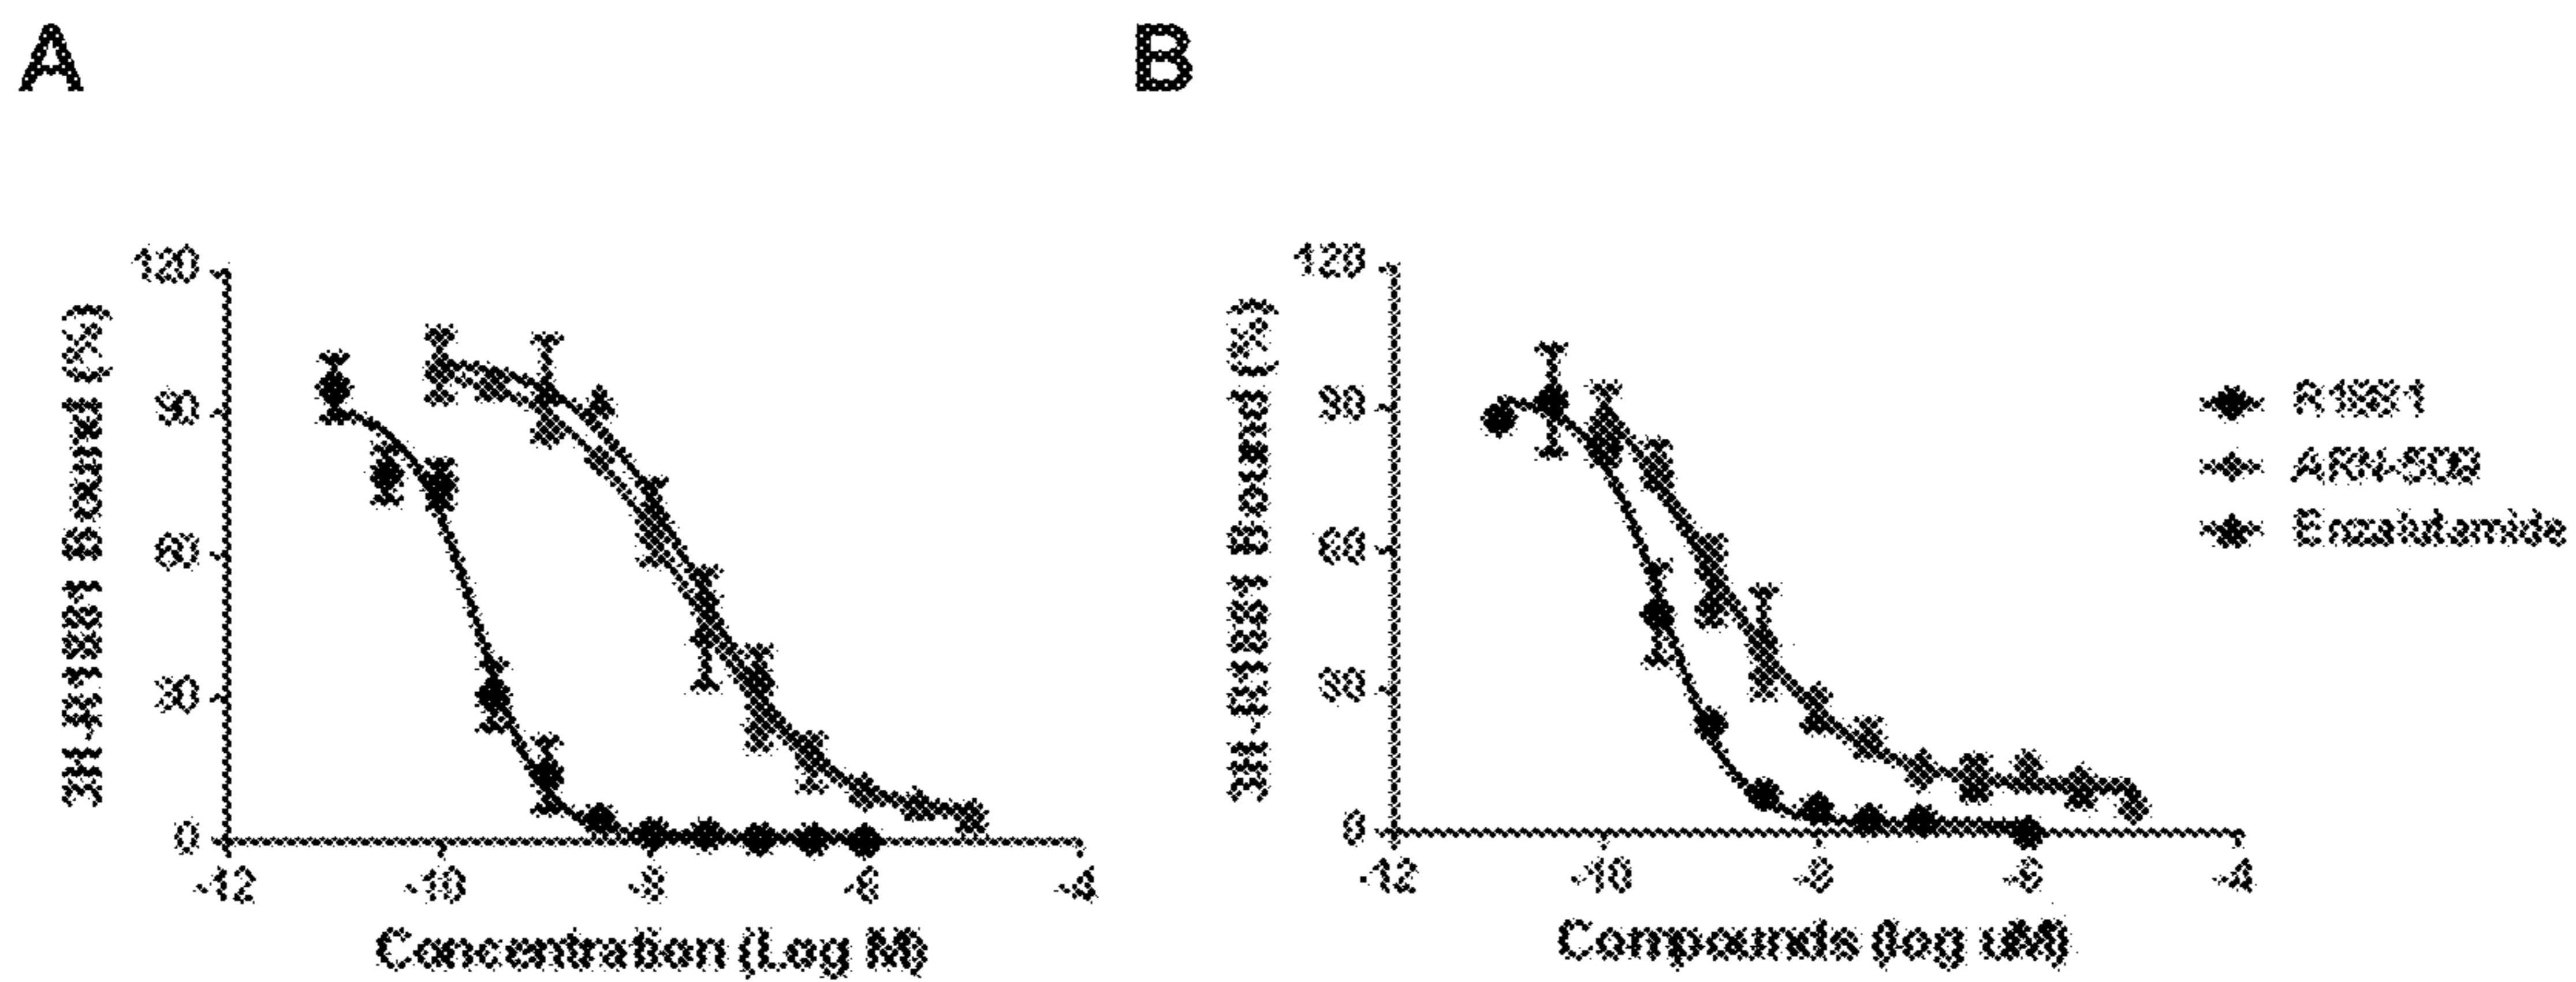 A
B
3H-R1881 Bound (%)
120
90
60
30
0
-12
-10
-8
-6
-4
Concentration (Log M)
3H-R1881 Bound (%)
120
90
60
30
0
-12
-10
-8
-6
-4
Compounds (log uM)
R1881
ARN-509
Enzalutamide